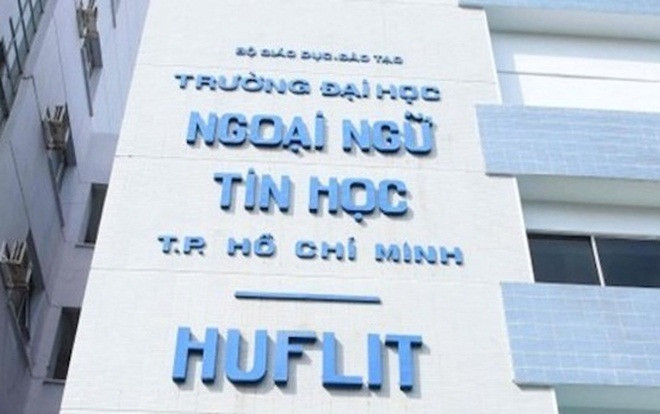 BỘ GIÁO DỤC.ĐÀO TẠO
TRƯỜNG ĐẠI HỌC
NGOẠI NGỮ
TIN HỌC
T.P. HỒ CHÍ MINH
HUFLIT